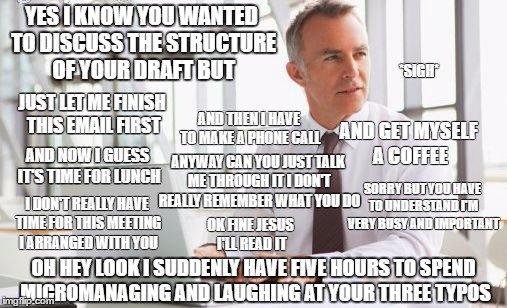 YES I KNOW YOU WANTED
TO DISCUSS THE STRUCTURE
OF YOUR DRAFT BUT
*SIGH*
JUST LET ME FINISH
THIS EMAIL FIRST
AND THEN I HAVE
TO MAKE A PHONE CALL
AND GET MYSELF
A COFFEE
AND NOW I GUESS
IT'S TIME FOR LUNCH
ANYWAY CAN YOU JUST TALK
ME THROUGH IT I DON'T
REALLY REMEMBER WHAT YOU DO
SORRY BUT YOU HAVE
TO UNDERSTAND I'M
VERY BUSY AND IMPORTANT
I DON'T REALLY HAVE
TIME FOR THIS MEETING
I ARRANGED WITH YOU
OK FINE JESUS
I'LL READ IT
OH HEY LOOK I SUDDENLY HAVE FIVE HOURS TO SPEND
MICROMANAGING AND LAUGHING AT YOUR THREE TYPOS
imgflip.com